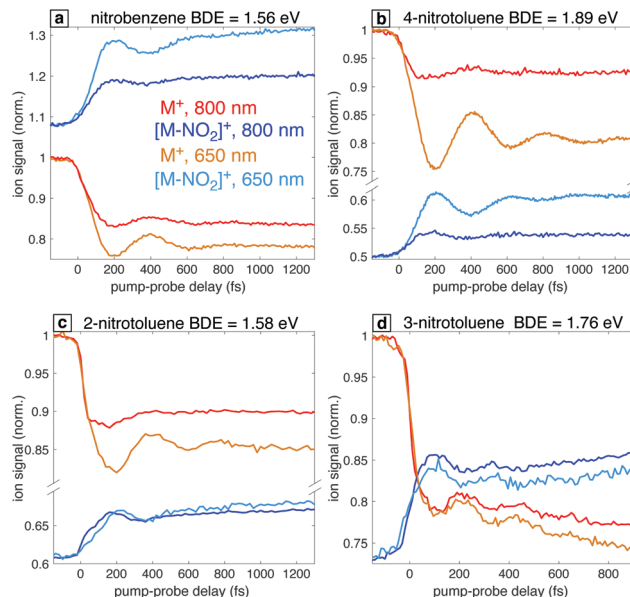 a nitrobenzene BDE = 1.56 eV
ion signal (norm.)
1.3
1.2
1.1
1
0.9
0.8
M⁺, 800 nm
[M-NO₂]⁺, 800 nm
M⁺, 650 nm
[M-NO₂]⁺, 650 nm
0 200 400 600 800 1000 1200
pump-probe delay (fs)
b 4-nitrotoluene BDE = 1.89 eV
ion signal (norm.)
1
0.95
0.90
0.85
0.80
0.75
0.6
0.5
0 200 400 600 800 1000 1200
pump-probe delay (fs)
c 2-nitrotoluene BDE = 1.58 eV
ion signal (norm.)
1
0.95
0.9
0.85
0.65
0.6
0 200 400 600 800 1000 1200
pump-probe delay (fs)
d 3-nitrotoluene BDE = 1.76 eV
ion signal (norm.)
1
0.95
0.85
0.8
0.75
0 200 400 600 800
pump-probe delay (fs)